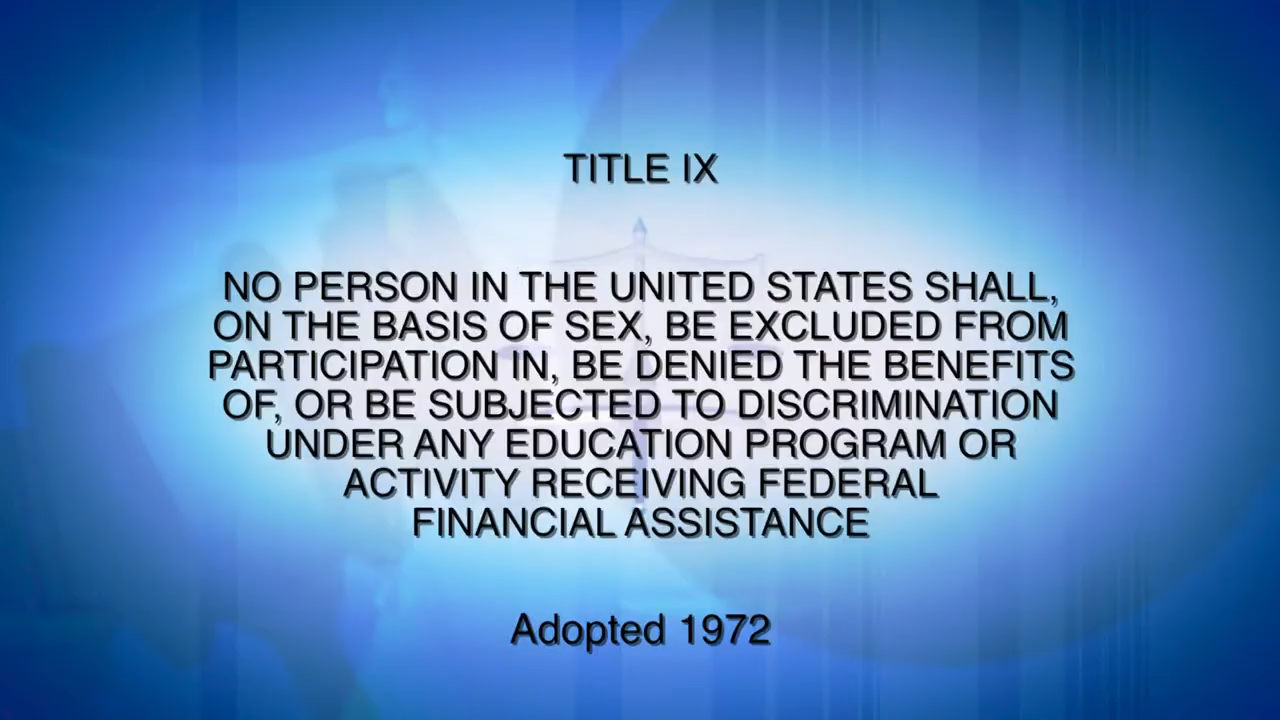 TITLE IX
NO PERSON IN THE UNITED STATES SHALL,
ON THE BASIS OF SEX, BE EXCLUDED FROM
PARTICIPATION IN, BE DENIED THE BENEFITS
OF, OR BE SUBJECTED TO DISCRIMINATION
UNDER ANY EDUCATION PROGRAM OR
ACTIVITY RECEIVING FEDERAL
FINANCIAL ASSISTANCE
Adopted 1972